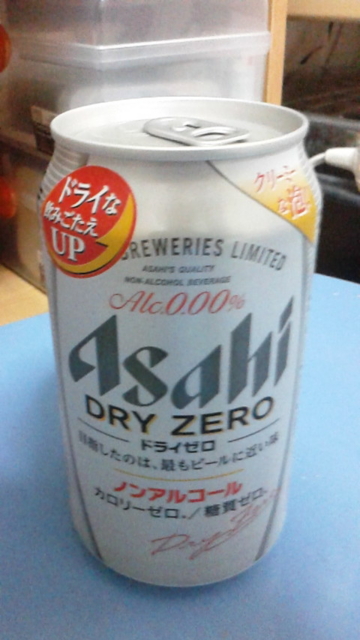 ドライな
飲みごたえ
UP
クリーミー
な泡
BREWERIES LIMITED
ASAHI'S QUALITY
NON-ALCOHOL BEVERAGE
Alc.0.00%
Asahi
DRY ZERO
ドライゼロ
目指したのは、最もビールに近い味
ノンアルコール
カロリーゼロ*/糖質ゼロ*
Dry Zero